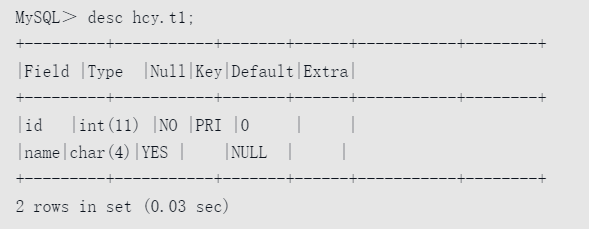 MySQL＞ desc hcy.t1;
+---------+-----------+-------+------+-----------+--------+
|Field |Type  |Null|Key|Default|Extra|
+---------+-----------+-------+------+-----------+--------+
|id   |int(11) |NO |PRI |0     |     |
|name|char(4)|YES |    |NULL  |     |
+---------+-----------+-------+------+-----------+--------+
2 rows in set (0.03 sec)